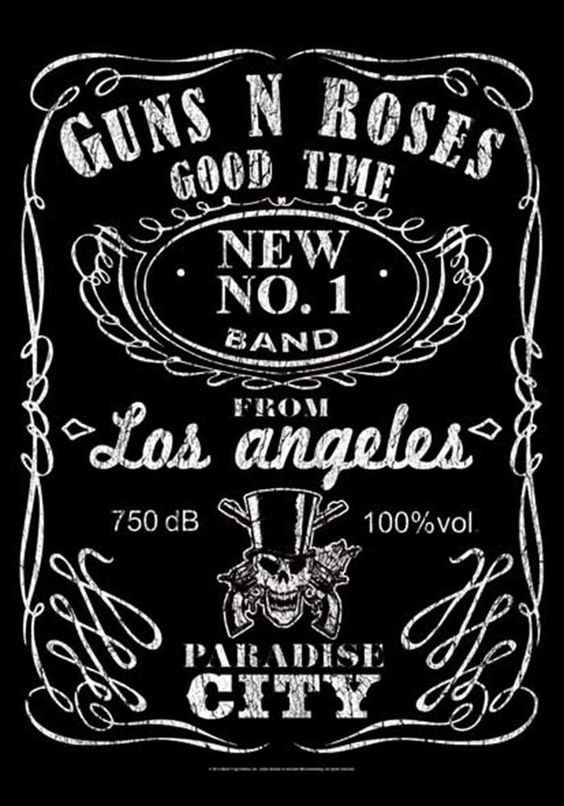 GUNS N ROSES
GOOD TIME
NEW
NO. 1
BAND
FROM
Los angeles
750 dB
100%vol
PARADISE
CITY